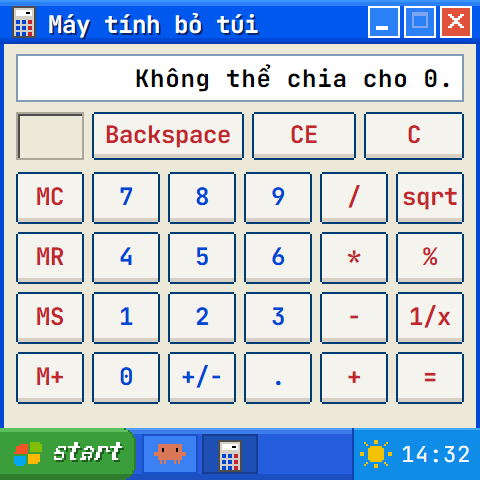 Máy tính bỏ túi
Không thể chia cho 0.
Backspace CE C
MC 7 8 9 / sqrt
MR 4 5 6 * %
MS 1 2 3 - 1/x
M+ 0 +/- . + =
start 14:32